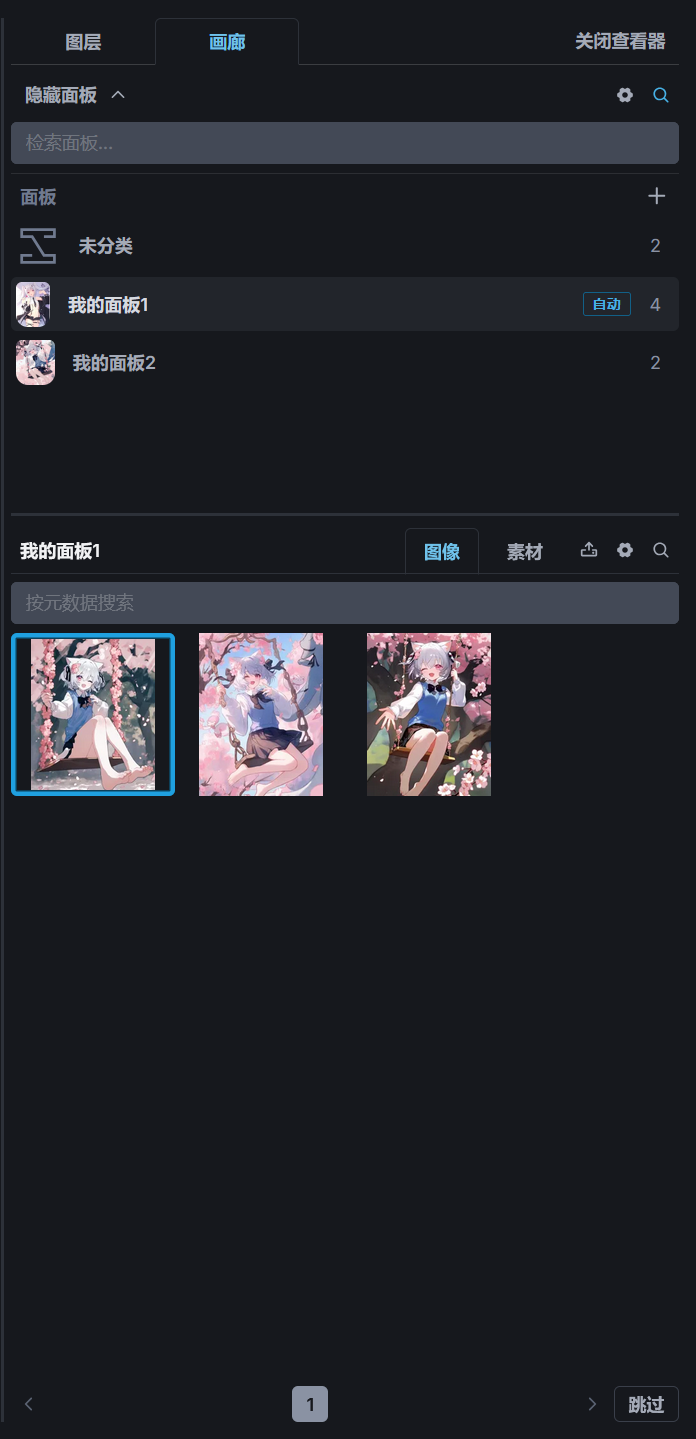 图层 画廊 关闭查看器
隐藏面板
检索面板...
面板
未分类 2
我的面板1 自动 4
我的面板2 2
我的面板1 图像 素材
按元数据搜索
1 跳过